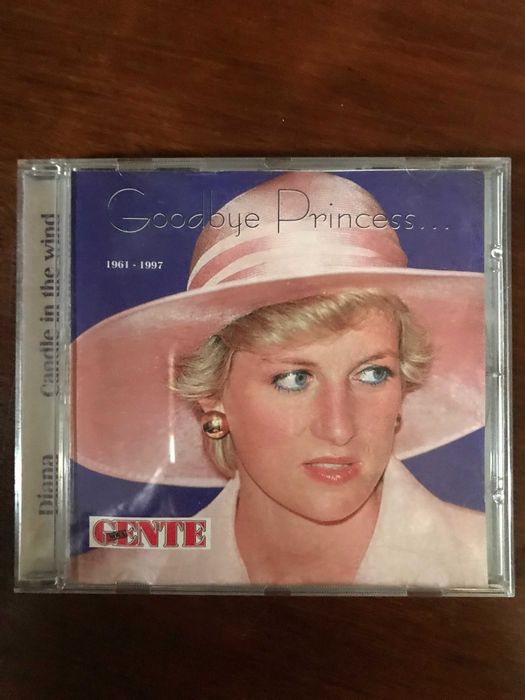 Goodbye Princess...
1961 - 1997
Diana Candle in the wind
GENTE